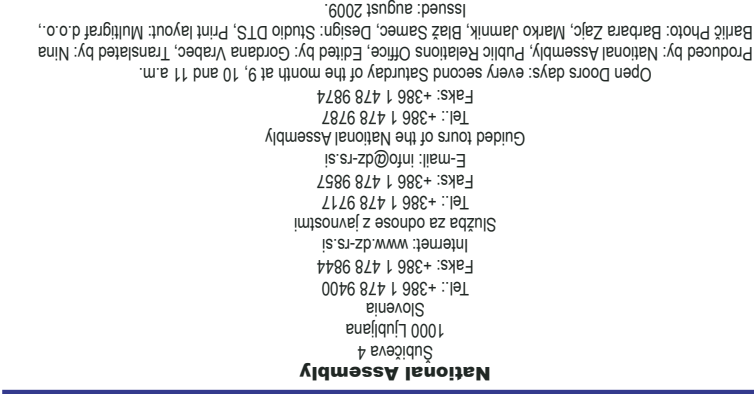 National Assembly
Šubičeva 4
1000 Ljubljana
Slovenia
Tel.: +386 1 478 9400
Faks: +386 1 478 9844
Internet: www.dz-rs.si
Služba za odnose z javnostmi
Tel.: +386 1 478 9717
Faks: +386 1 478 9857
E-mail: info@dz-rs.si
Guided tours of the National Assembly
Tel.: +386 1 478 9787
Faks: +386 1 478 9874
Open Doors days: every second Saturday of the month at 9, 10 and 11 a.m.
Produced by: National Assembly, Public Relations Office, Edited by: Gordana Vrabec, Translated by: Nina
Barlič Photo: Barbara Zajc, Marko Jamnik, Blaž Samec, Design: Studio DTS, Print layout: Multigraf d.o.o.,
Issued: august 2009.